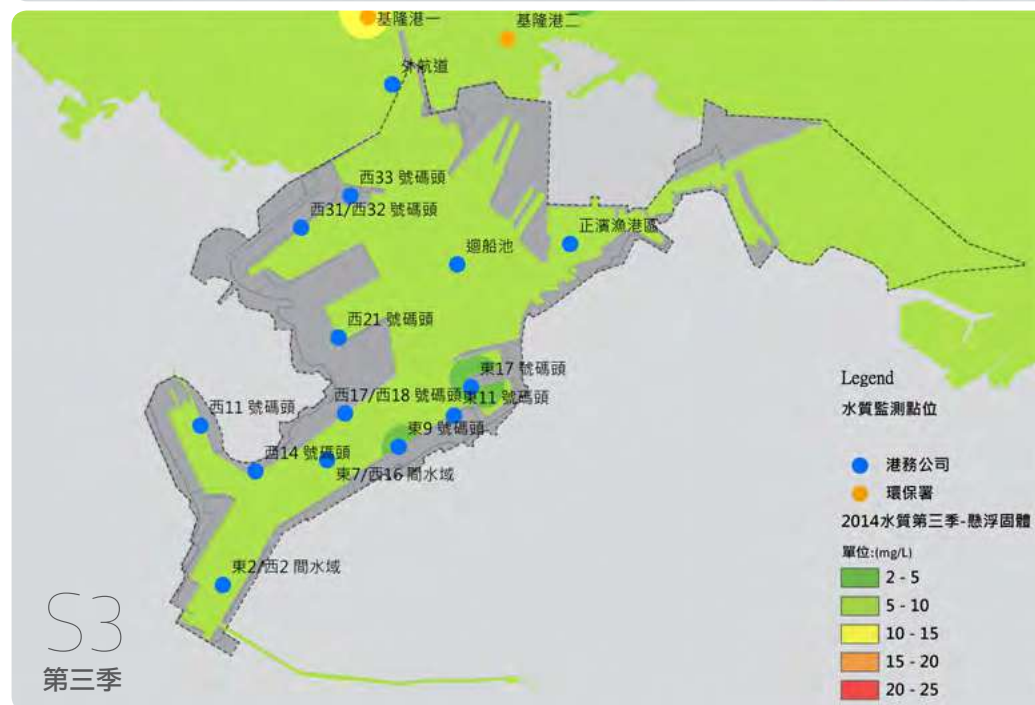 基隆港一
基隆港二
外航道
西33 號碼頭
西31/西32 號碼頭
正濱漁港區
迴船池
西21 號碼頭
東17 號碼頭
西17/西18 號碼頭
東11 號碼頭
西11 號碼頭
東9 號碼頭
西14 號碼頭
東7/西16 間水域
東2/西2 間水域
S3
第三季
Legend
水質監測點位
港務公司
環保署
2014水質第三季-懸浮固體
單位:(mg/L)
2 - 5
5 - 10
10 - 15
15 - 20
20 - 25